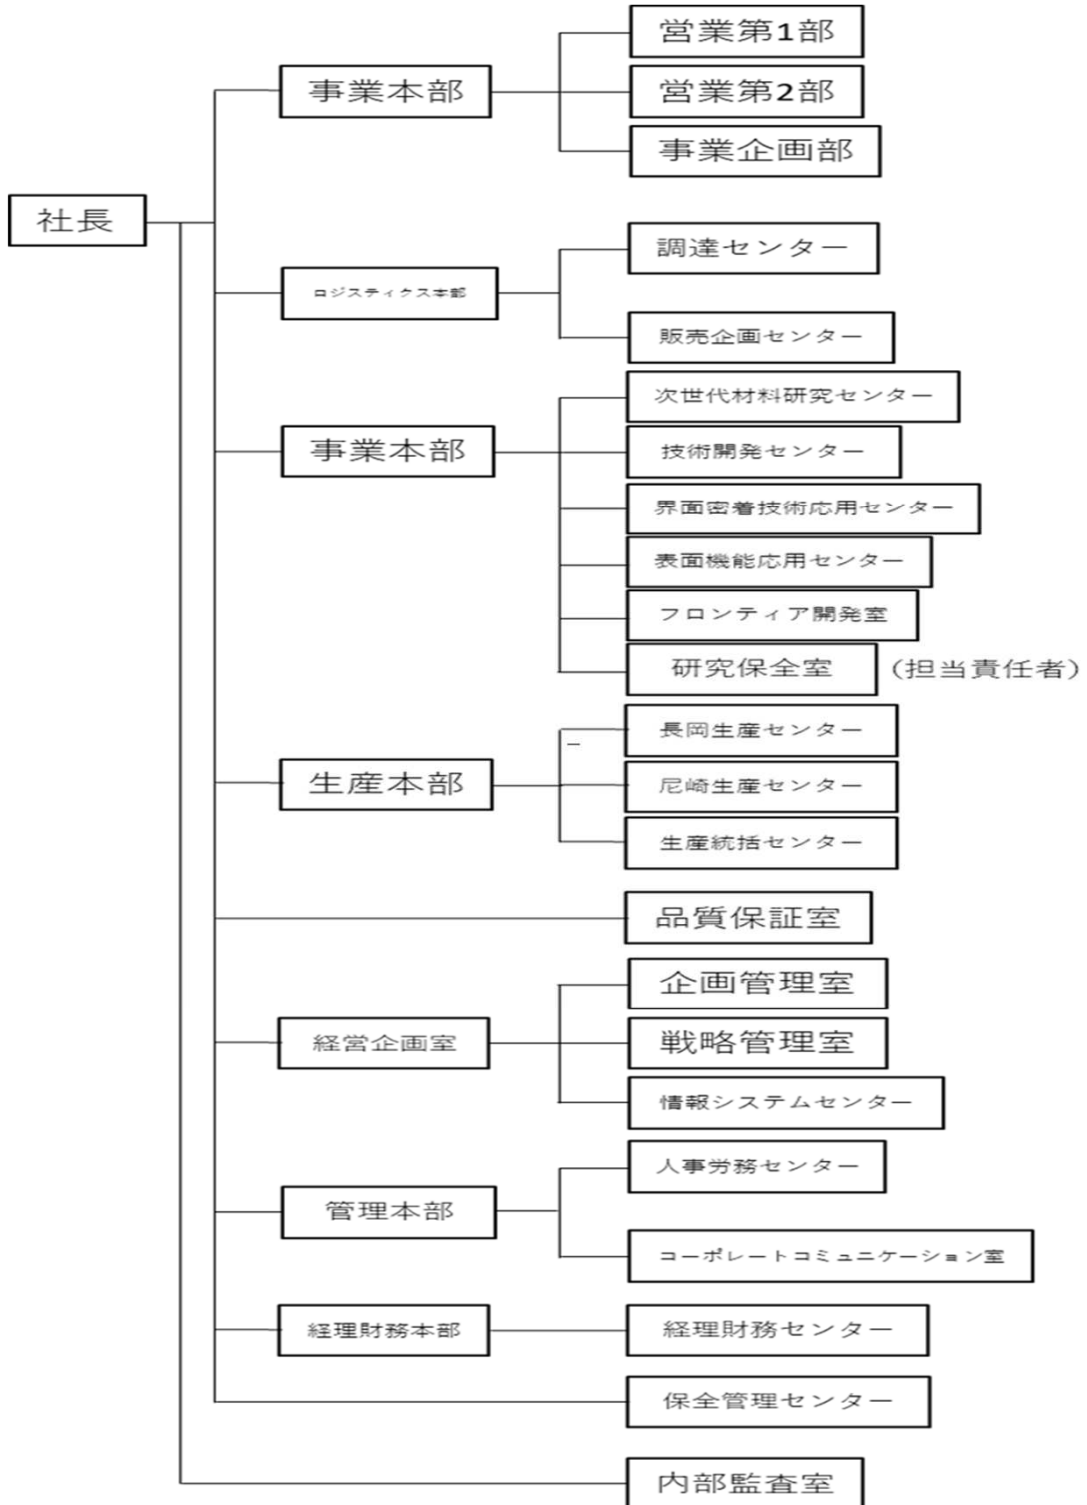 営業第1部
事業本部
営業第2部
事業企画部
社長
調達センター
ロジスティクス本部
販売企画センター
次世代材料研究センター
事業本部
技術開発センター
界面密着技術応用センター
表面機能応用センター
フロンティア開発室
研究保全室 (担当責任者)
長岡生産センター
生産本部
尼崎生産センター
生産統括センター
品質保証室
企画管理室
経営企画室
戦略管理室
情報システムセンター
人事労務センター
管理本部
コーポレートコミュニケーション室
経理財務本部
経理財務センター
保全管理センター
内部監査室